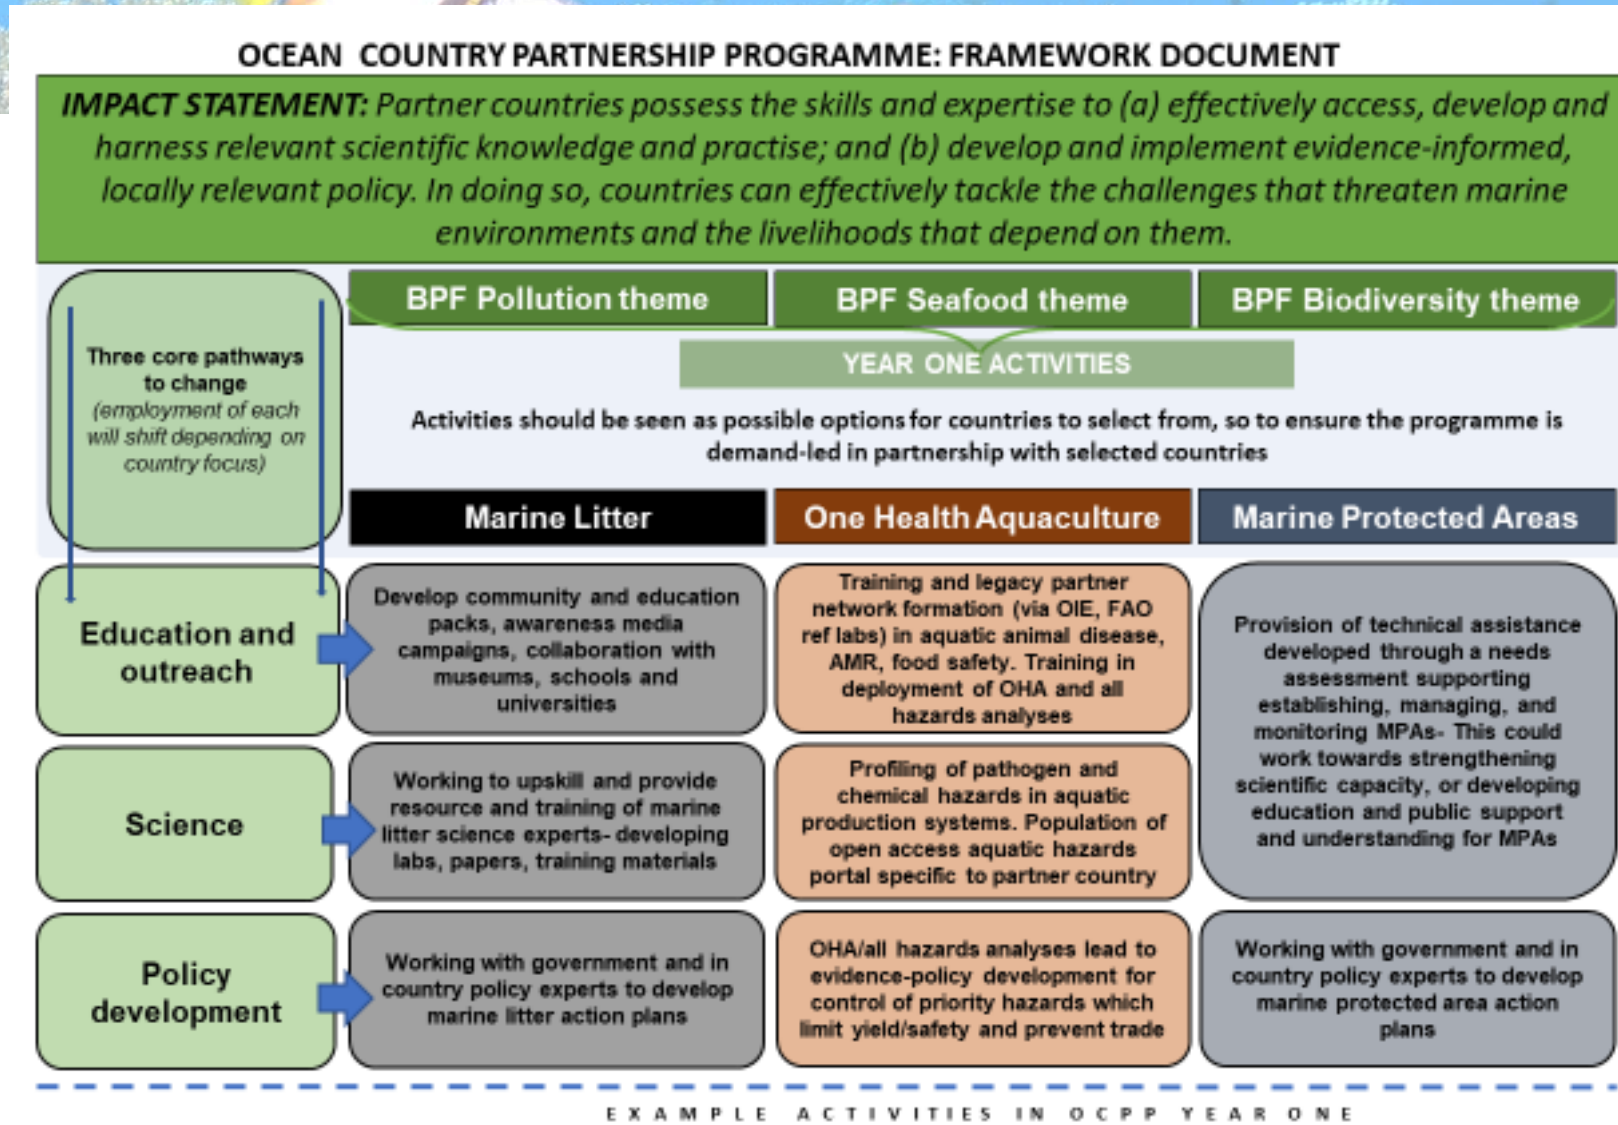 OCEAN COUNTRY PARTNERSHIP PROGRAMME: FRAMEWORK DOCUMENT
IMPACT STATEMENT: Partner countries possess the skills and expertise to (a) effectively access, develop and
harness relevant scientific knowledge and practise; and (b) develop and implement evidence-informed,
locally relevant policy. In doing so, countries can effectively tackle the challenges that threaten marine
environments and the livelihoods that depend on them.
Three core pathways
to change
(employment of each
will shift depending on
country focus)
BPF Pollution theme
BPF Seafood theme
BPF Biodiversity theme
YEAR ONE ACTIVITIES
Activities should be seen as possible options for countries to select from, so to ensure the programme is
demand-led in partnership with selected countries
Marine Litter
One Health Aquaculture
Marine Protected Areas
Education and
outreach
Develop community and education
packs, awareness media
campaigns, collaboration with
museums, schools and
universities
Training and legacy partner
network formation (via OIE, FAO
ref labs) in aquatic animal disease,
AMR, food safety. Training in
deployment of OHA and all
hazards analyses
Provision of technical assistance
developed through a needs
assessment supporting
establishing, managing, and
monitoring MPAs- This could
work towards strengthening
scientific capacity, or developing
education and public support
and understanding for MPAs
Science
Working to upskill and provide
resource and training of marine
litter science experts- developing
labs, papers, training materials
Profiling of pathogen and
chemical hazards in aquatic
production systems. Population of
open access aquatic hazards
portal specific to partner country
Policy
development
Working with government and in
country policy experts to develop
marine litter action plans
OHA/all hazards analyses lead to
evidence-policy development for
control of priority hazards which
limit yield/safety and prevent trade
Working with government and in
country policy experts to develop
marine protected area action
plans
EXAMPLE ACTIVITIES IN OCPP YEAR ONE